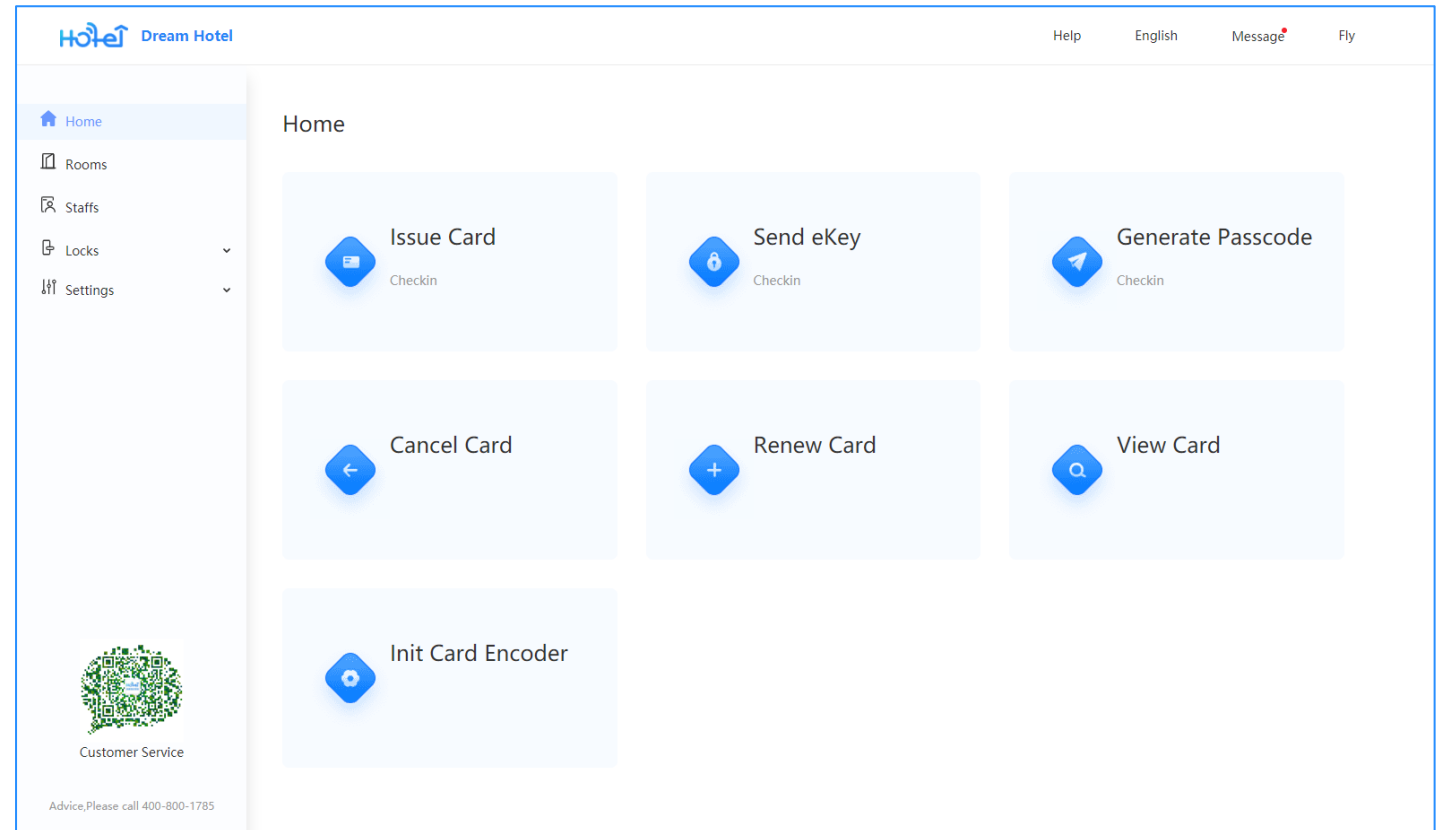 Hotel Dream Hotel
Help English Message Fly
Home
Rooms
Staffs
Locks
Settings
Customer Service
Advice,Please call 400-800-1785
Home
Issue Card
Checkin
Send eKey
Checkin
Generate Passcode
Checkin
Cancel Card
Renew Card
View Card
Init Card Encoder